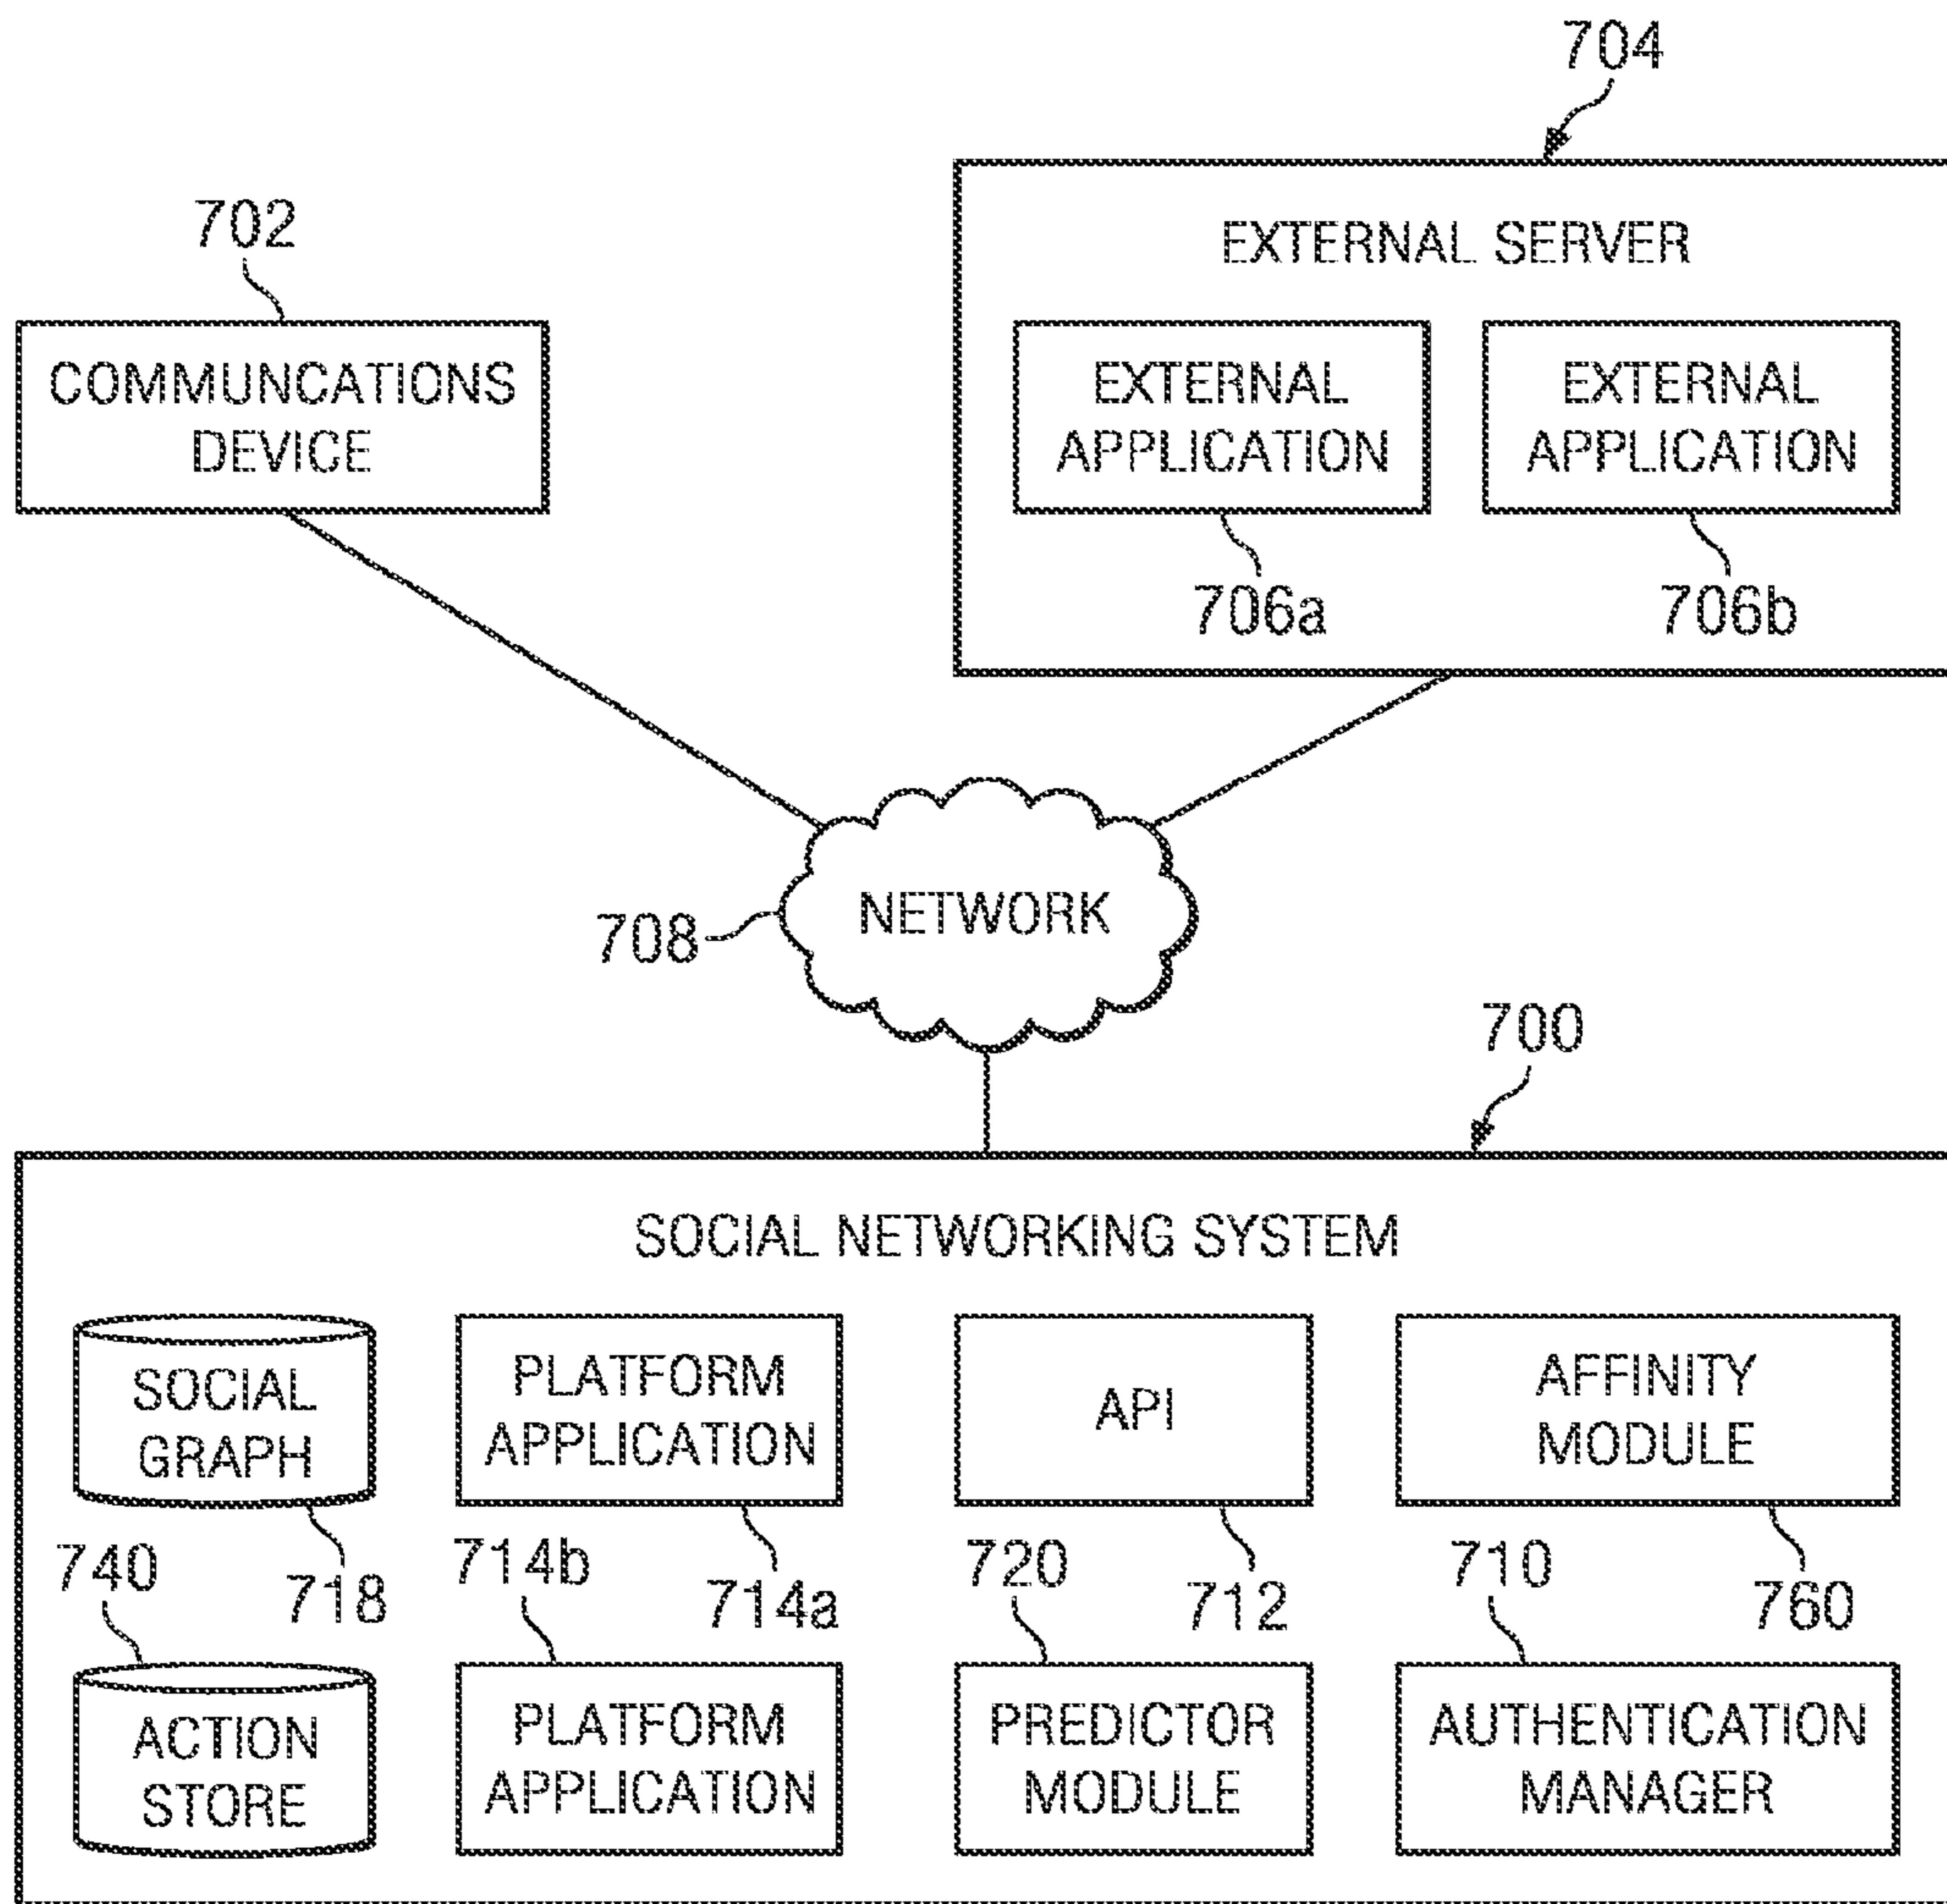 704
702
EXTERNAL SERVER
COMMUNCATIONS
DEVICE
EXTERNAL
APPLICATION
EXTERNAL
APPLICATION
706a
706b
NETWORK
708
700
SOCIAL NETWORKING SYSTEM
SOCIAL
GRAPH
PLATFORM
APPLICATION
API
AFFINITY
MODULE
740
718
714b
714a
720
712
710
760
ACTION
STORE
PLATFORM
APPLICATION
PREDICTOR
MODULE
AUTHENTICATION
MANAGER